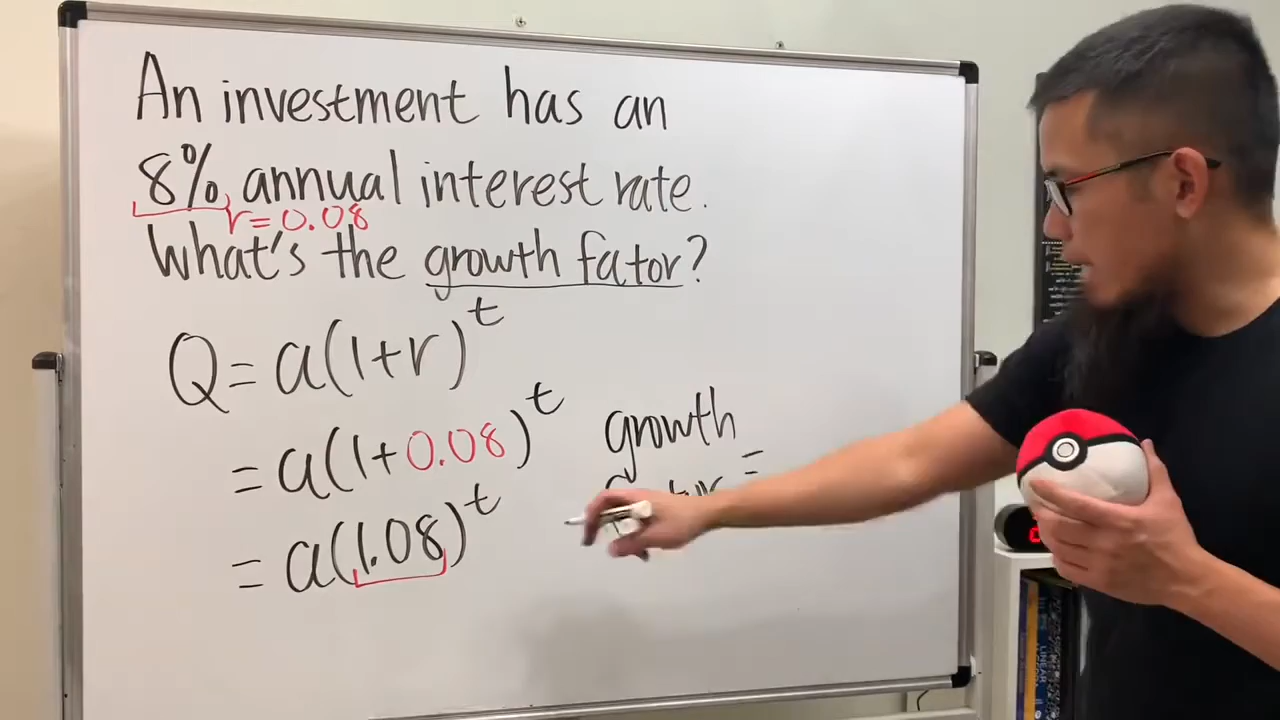 An investment has an
8% annual interest rate.
r=0.08
What's the growth fator?
Q=a(1+r)^t
=a(1+0.08)^t
growth
=
=a(1.08)^t